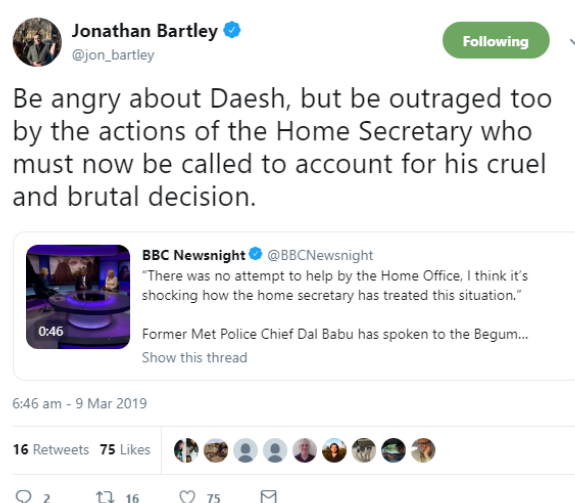 Jonathan Bartley
@jon_bartley
Following
Be angry about Daesh, but be outraged too
by the actions of the Home Secretary who
must now be called to account for his cruel
and brutal decision.
BBC Newsnight @BBCNewsnight
"There was no attempt to help by the Home Office, I think it's
shocking how the home secretary has treated this situation."
0:46
Former Met Police Chief Dal Babu has spoken to the Begum...
Show this thread
6:46 am - 9 Mar 2019
16 Retweets 75 Likes
2 16 75